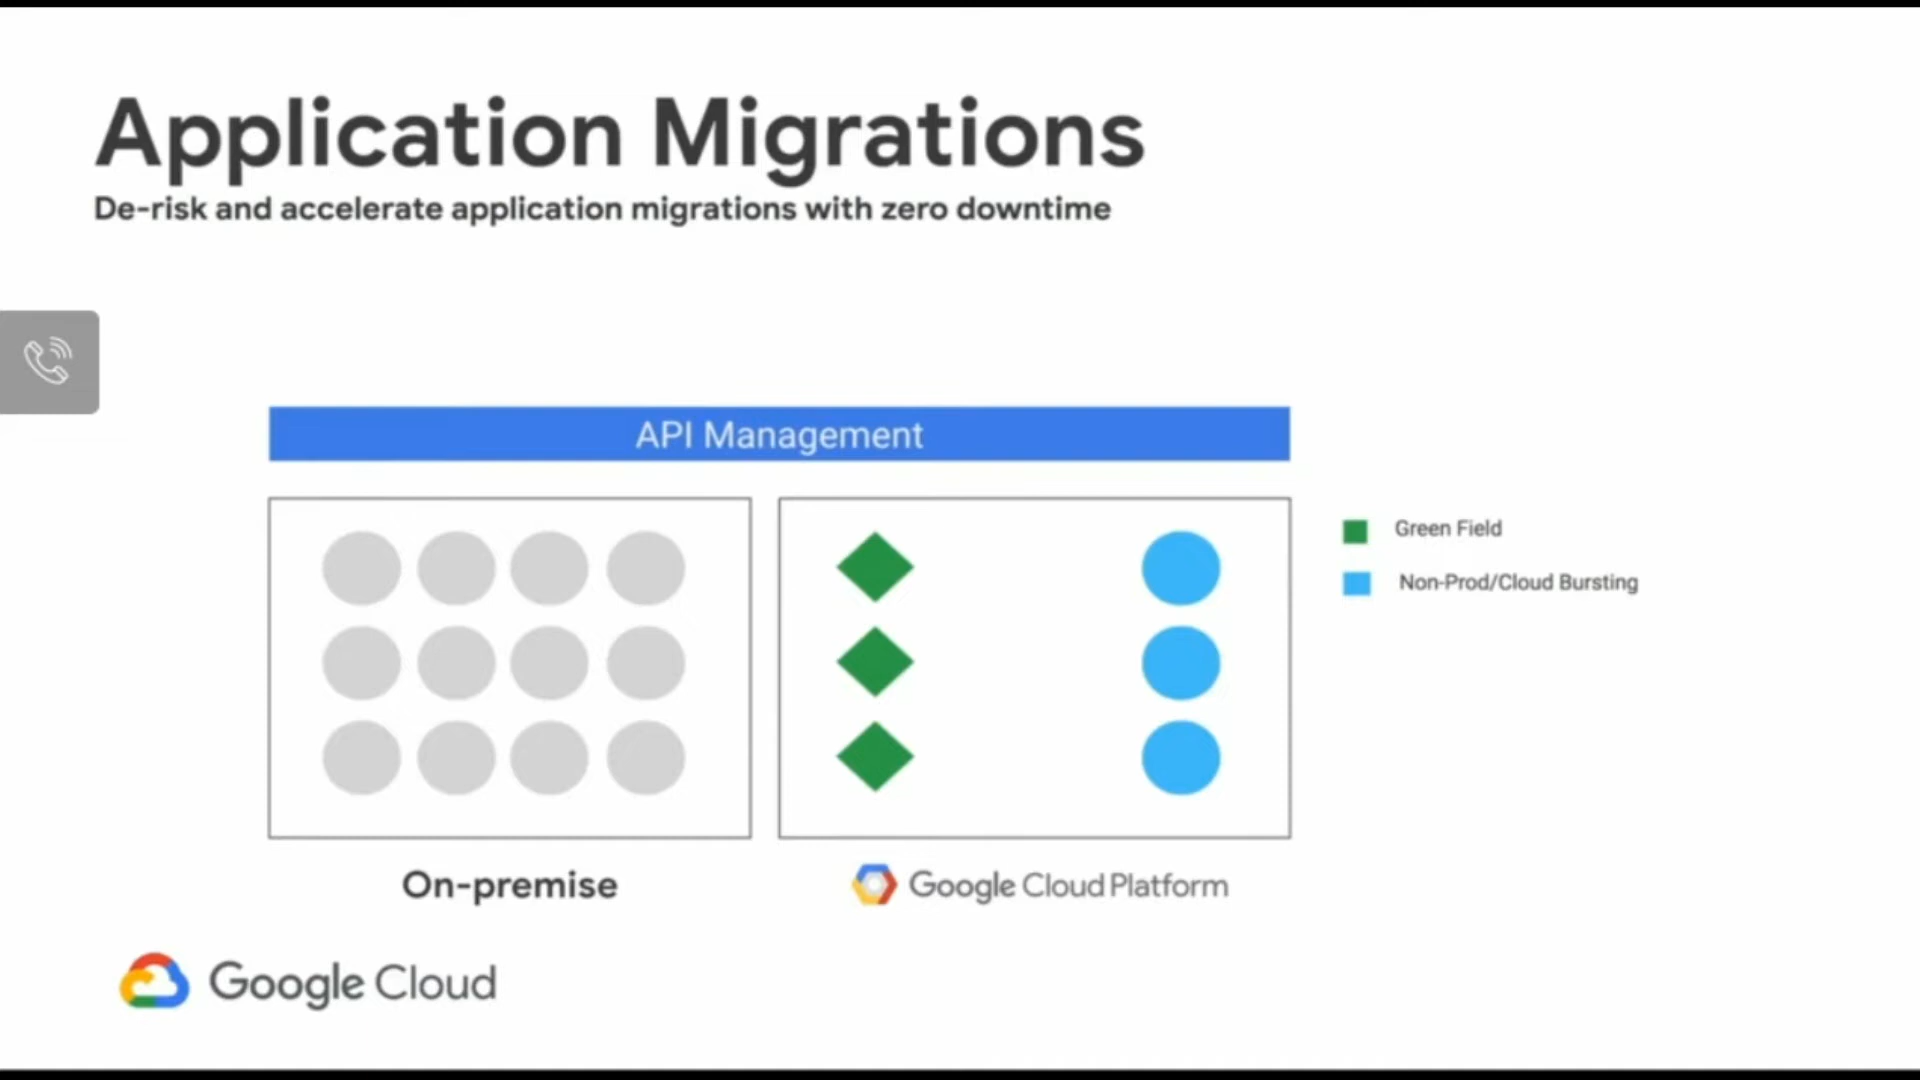 Application Migrations
De-risk and accelerate application migrations with zero downtime
API Management
Green Field
Non-Prod/Cloud Bursting
On-premise
Google Cloud Platform
Google Cloud